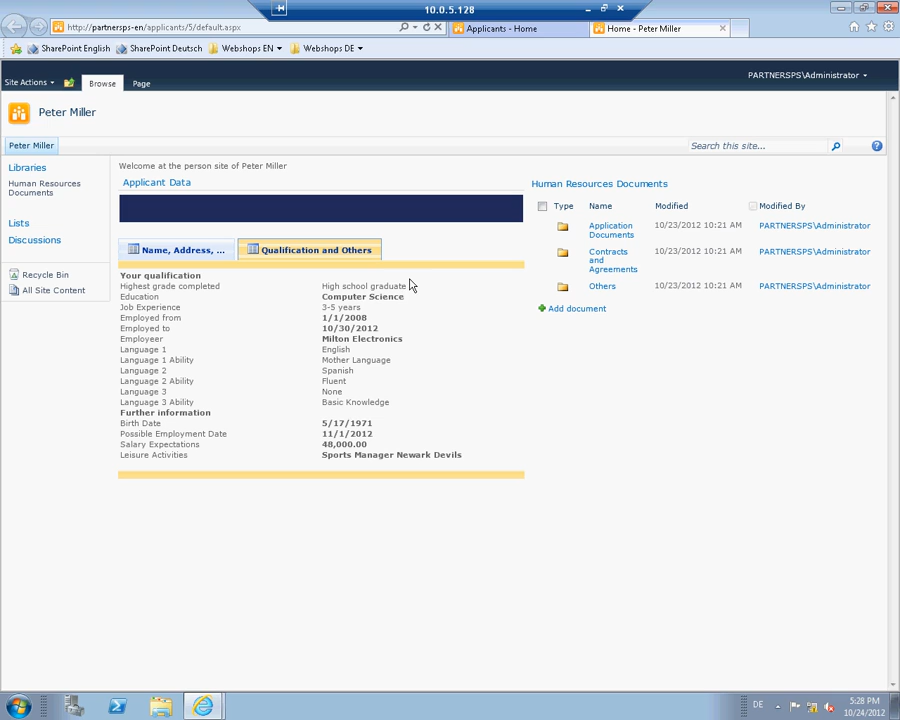 10.0.5.128
http://partnersps-en/applicants/5/default.aspx
Applicants - Home
Home - Peter Miller
SharePoint English
SharePoint Deutsch
Webshops EN
Webshops DE
Site Actions
Browse
Page
PARTNERSPS\Administrator
Peter Miller
Peter Miller
Search this site...
Libraries
Human Resources
Documents
Lists
Discussions
Recycle Bin
All Site Content
Welcome at the person site of Peter Miller
Applicant Data
Name, Address, ...
Qualification and Others
Your qualification
Highest grade completed High school graduate
Education Computer Science
Job Experience 3-5 years
Employed from 1/1/2008
Employed to 10/30/2012
Employeer Milton Electronics
Language 1 English
Language 1 Ability Mother Language
Language 2 Spanish
Language 2 Ability Fluent
Language 3 None
Language 3 Ability Basic Knowledge
Further information
Birth Date 5/17/1971
Possible Employment Date 11/1/2012
Salary Expectations 48,000.00
Leisure Activities Sports Manager Newark Devils
Human Resources Documents
Type Name Modified Modified By
Application
Documents
10/23/2012 10:21 AM PARTNERSPS\Administrator
Contracts
and
Agreements
10/23/2012 10:21 AM PARTNERSPS\Administrator
Others 10/23/2012 10:21 AM PARTNERSPS\Administrator
Add document
DE
5:28 PM
10/24/2012